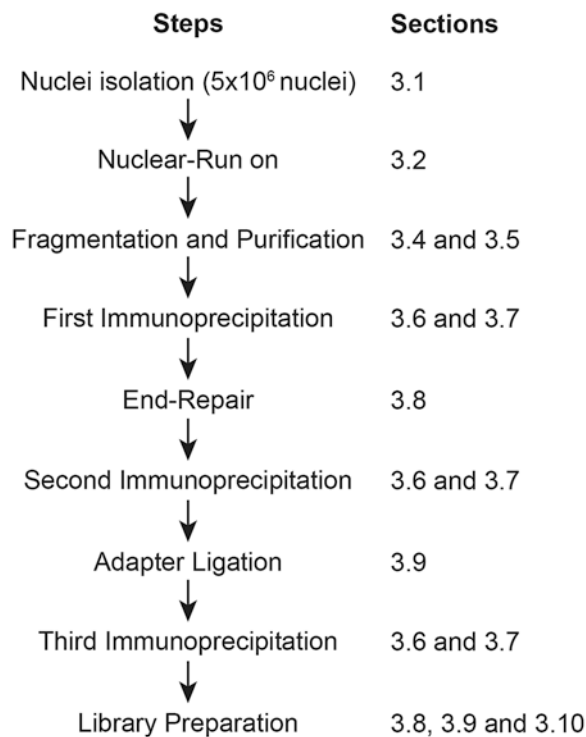 Steps Sections
Nuclei isolation (5x10⁶ nuclei) 3.1
Nuclear-Run on 3.2
Fragmentation and Purification 3.4 and 3.5
First Immunoprecipitation 3.6 and 3.7
End-Repair 3.8
Second Immunoprecipitation 3.6 and 3.7
Adapter Ligation 3.9
Third Immunoprecipitation 3.6 and 3.7
Library Preparation 3.8, 3.9 and 3.10